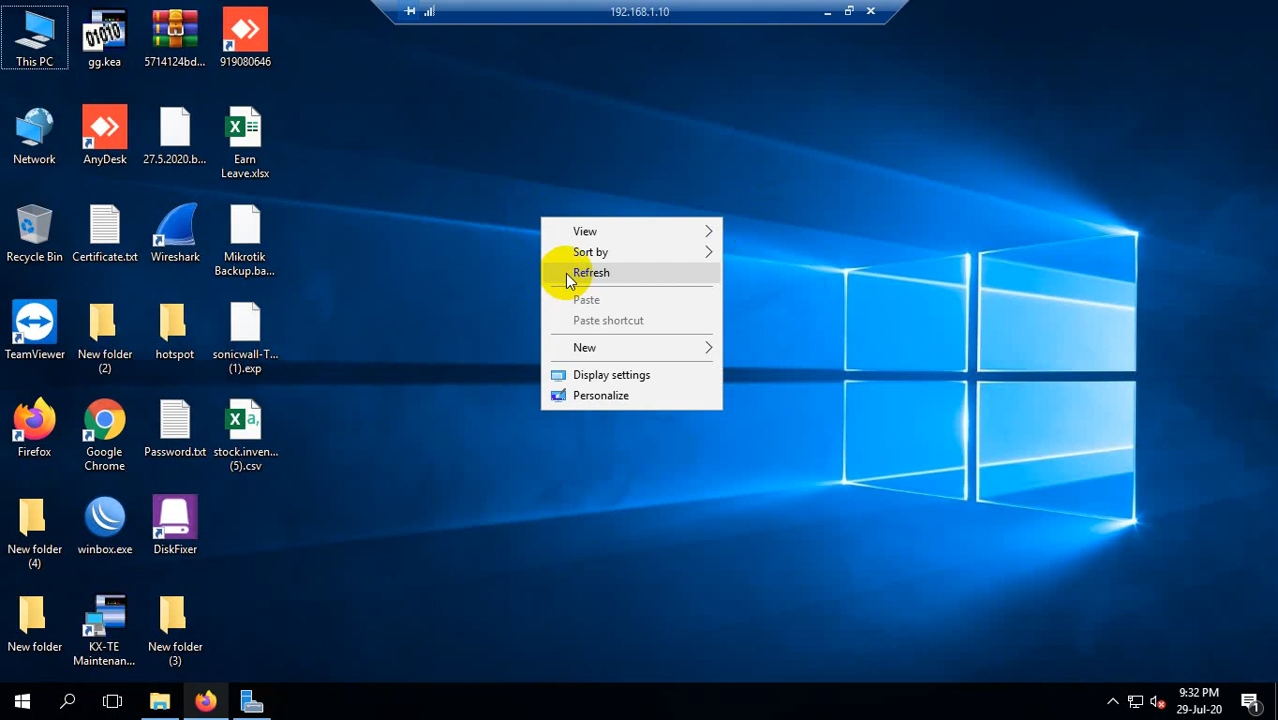 192.168.1.10
This PC
gg.kea
01010
5714124bd...
919080646
Network
AnyDesk
27.5.2020.b...
Earn
Leave.xlsx
Recycle Bin
Certificate.txt
Wireshark
Mikrotik
Backup.ba...
TeamViewer
New folder
(2)
hotspot
sonicwall-T...
(1).exp
Firefox
Google
Chrome
Password.txt
stock.inven...
(5).csv
New folder
(4)
winbox.exe
DiskFixer
New folder
KX-TE
Maintenan...
New folder
(3)
View
Sort by
Refresh
Paste
Paste shortcut
New
Display settings
Personalize
9:32 PM
29-Jul-20
1